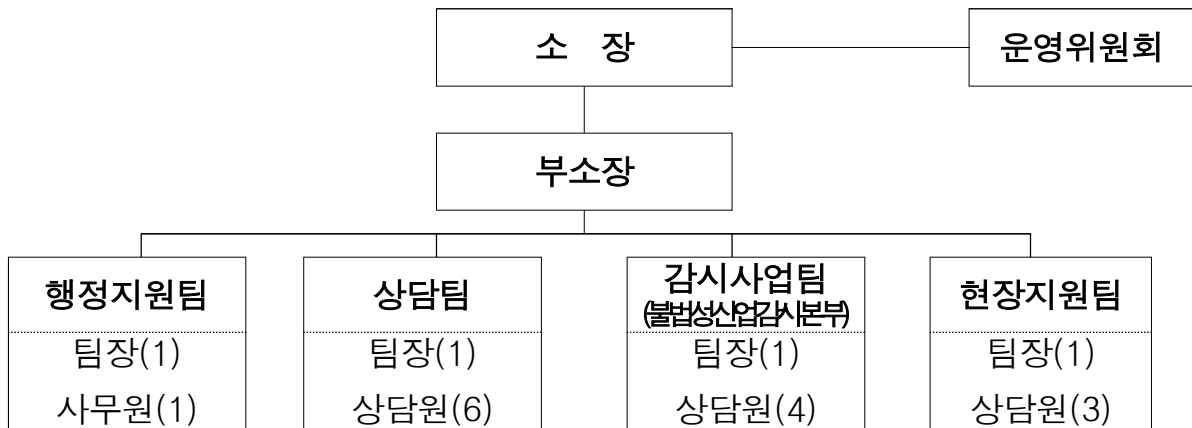 소 장
운영위원회
부소장
행정지원팀
팀장(1)
사무원(1)
상담팀
팀장(1)
상담원(6)
감시사업팀
(불법성산업감시본부)
팀장(1)
상담원(4)
현장지원팀
팀장(1)
상담원(3)